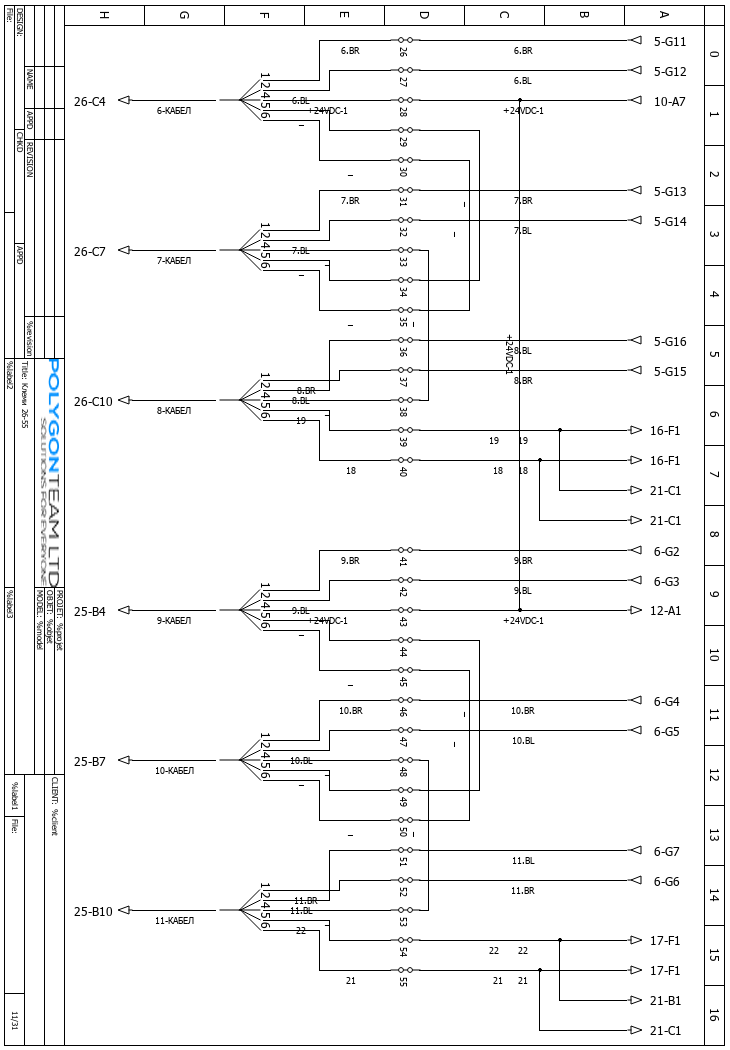 H G F E D C B A
0
1
2
3
4
5
6
7
8
9
10
11
12
13
14
15
16
6.BR 26 6.BR 5-G11
27 6.BL 5-G12
26-C4 6-КАБЕЛ 1 2 4 5 6 6.BL +24VDC-1 28 +24VDC-1 10-A7
29
30
7.BR 31 7.BR 5-G13
32 7.BL 5-G14
26-C7 7-КАБЕЛ 1 2 4 5 6 7.BL 33
34
35
36 8.BL 5-G16
+24VDC-1
37 8.BR 5-G15
26-C10 8-КАБЕЛ 1 2 4 5 6 8.BR 8.BL 38
19 39 19 19 16-F1
18 40 18 18 16-F1
21-C1
21-C1
9.BR 41 9.BR 6-G2
42 9.BL 6-G3
25-B4 9-КАБЕЛ 1 2 4 5 6 9.BL +24VDC-1 43 +24VDC-1 12-A1
44
45
10.BR 46 10.BR 6-G4
47 10.BL 6-G5
25-B7 10-КАБЕЛ 1 2 4 5 6 10.BL 48
49
50
51 11.BL 6-G7
52 11.BR 6-G6
25-B10 11-КАБЕЛ 1 2 4 5 6 11.BR 11.BL 53
22 54 22 22 17-F1
21 55 21 21 17-F1
21-B1
21-C1
DESIGN:
File:
NAME
APPD
REVISION
CHKD
APPD
%revision
POLYGONTEAM LTD
SOLUTIONS FOR EVERYONE
Title: Клеми 26-55
%label2
PROJET: %projet
OBJET: %objet
MODEL: %model
%label3
CLIENT: %client
%label1
File:
11/31